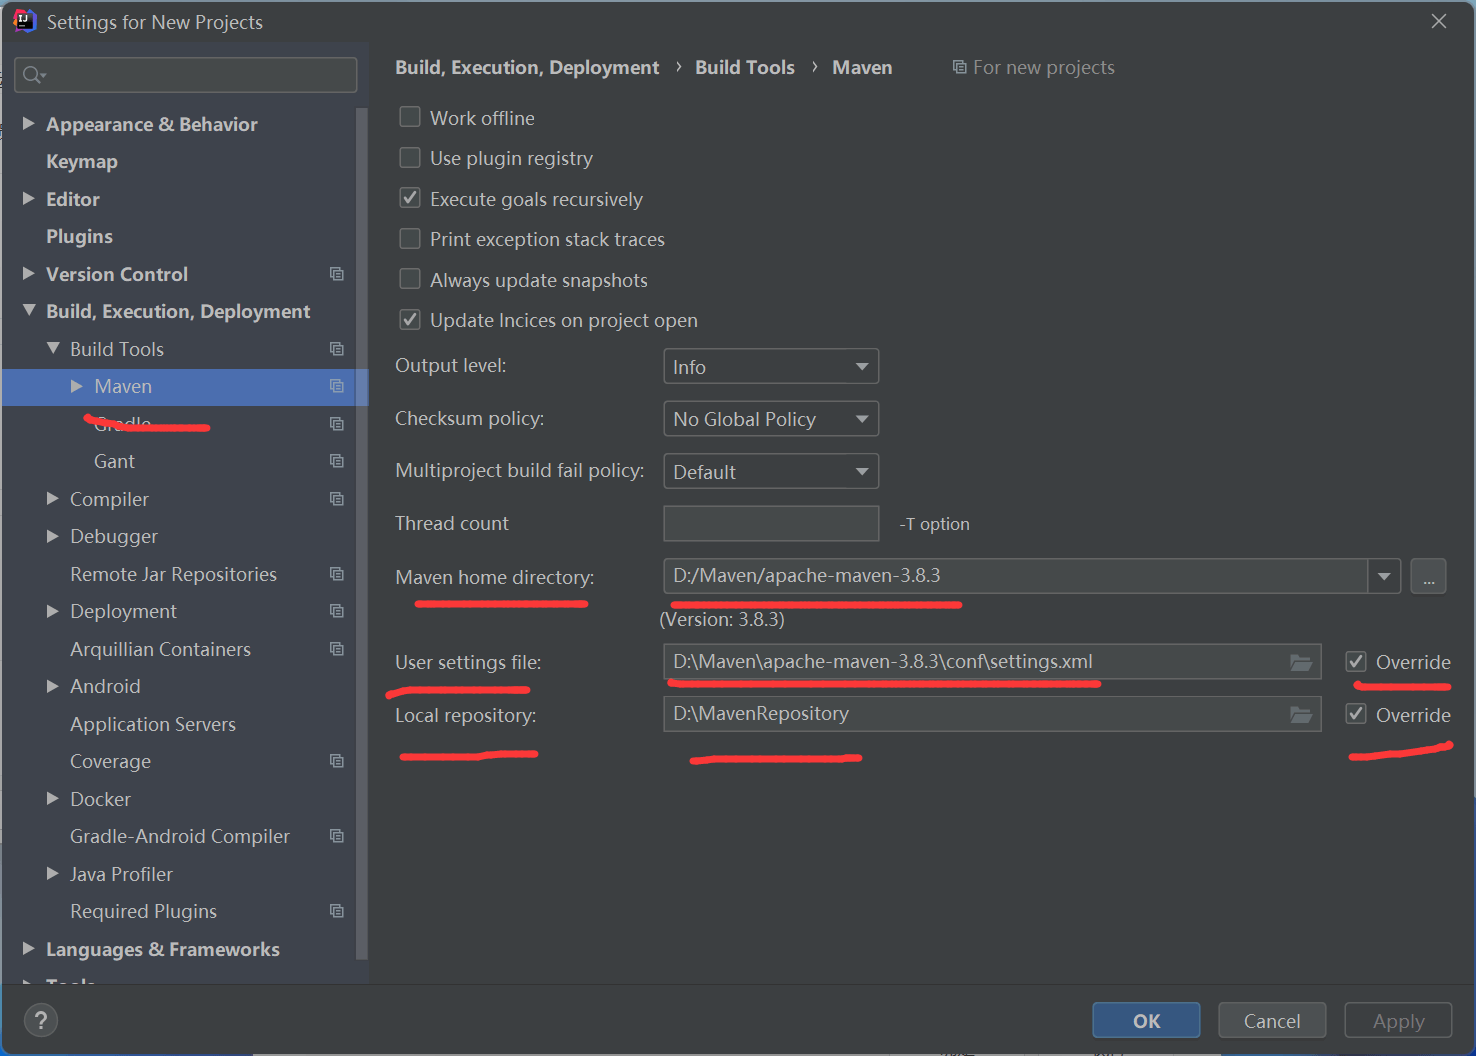 Settings for New Projects
Build, Execution, Deployment › Build Tools › Maven For new projects
Appearance & Behavior
Keymap
Editor
Plugins
Version Control
Build, Execution, Deployment
Build Tools
Maven
Gradle
Gant
Compiler
Debugger
Remote Jar Repositories
Deployment
Arquillian Containers
Android
Application Servers
Coverage
Docker
Gradle-Android Compiler
Java Profiler
Required Plugins
Languages & Frameworks
Tools
Work offline
Use plugin registry
Execute goals recursively
Print exception stack traces
Always update snapshots
Update Incices on project open
Output level: Info
Checksum policy: No Global Policy
Multiproject build fail policy: Default
Thread count -T option
Maven home directory: D:/Maven/apache-maven-3.8.3 ...
(Version: 3.8.3)
User settings file: D:\Maven\apache-maven-3.8.3\conf\settings.xml Override
Local repository: D:\MavenRepository Override
? OK Cancel Apply